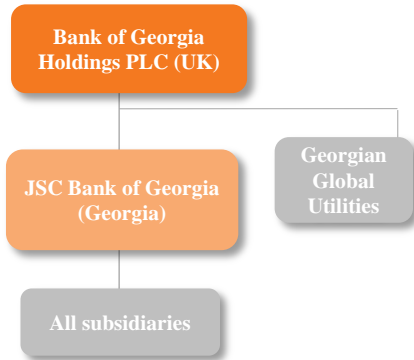 Bank of Georgia
Holdings PLC (UK)
JSC Bank of Georgia
(Georgia)
Georgian
Global
Utilities
All subsidiaries